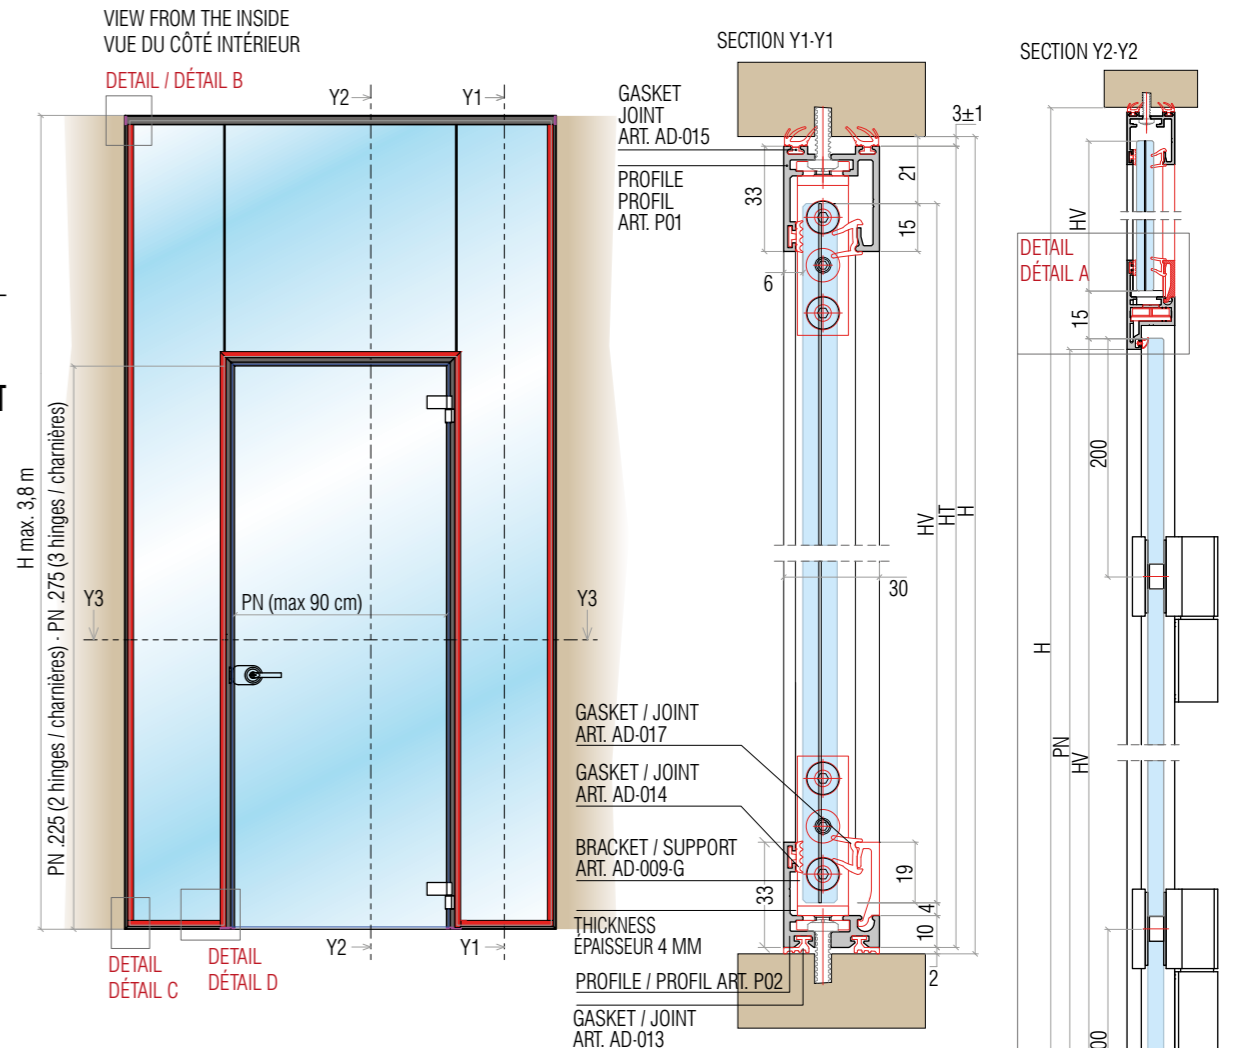 VIEW FROM THE INSIDE
VUE DU CÔTÉ INTÉRIEUR
DETAIL / DÉTAIL B
Y2
Y1
H max. 3,8 m
PN .225 (2 hinges / charnières) - PN .275 (3 hinges / charnières)
Y3
PN (max 90 cm)
Y3
Y2
Y1
DETAIL
DÉTAIL C
DETAIL
DÉTAIL D
SECTION Y1-Y1
GASKET
JOINT
ART. AD-015
PROFILE
PROFIL
ART. P01
3±1
21
33
15
6
HV
HT
H
30
GASKET / JOINT
ART. AD-017
GASKET / JOINT
ART. AD-014
BRACKET / SUPPORT
ART. AD-009-G
THICKNESS
ÉPAISSEUR 4 MM
PROFILE / PROFIL ART. P02
GASKET / JOINT
ART. AD-013
33
19
4
10
2
SECTION Y2-Y2
HV
DETAIL
DÉTAIL A
15
200
H
PN
HV